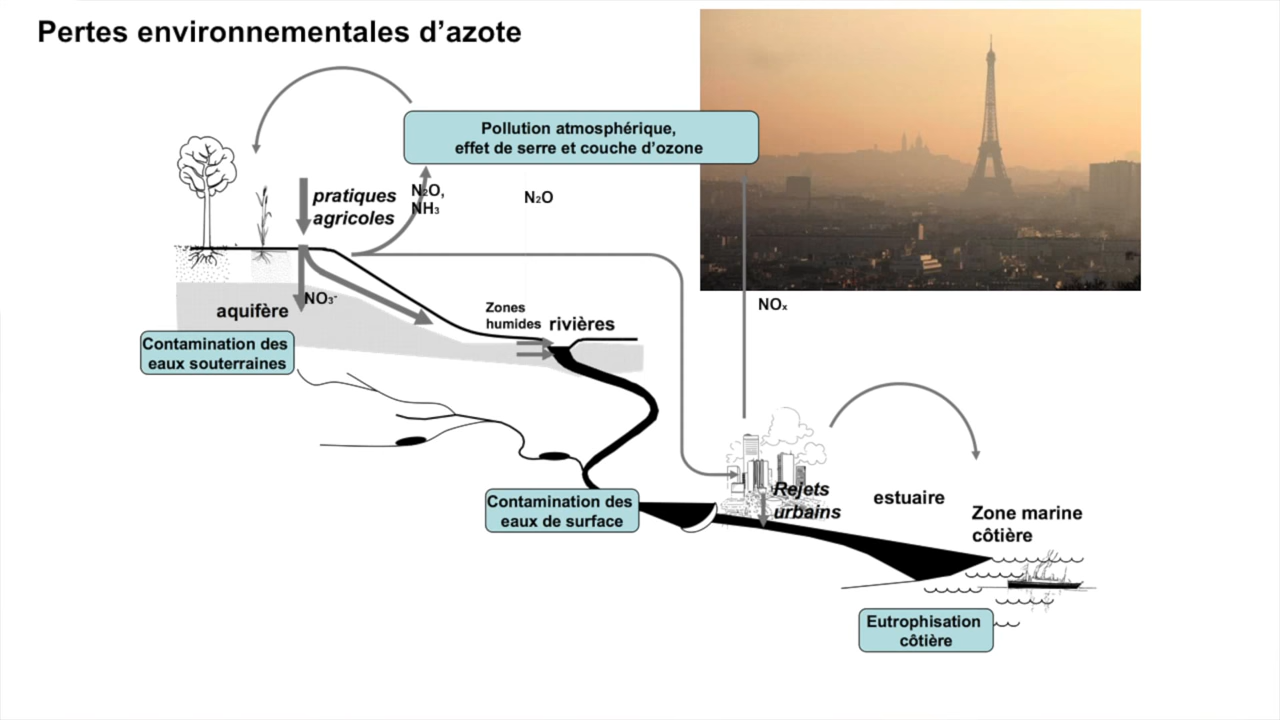 Pertes environnementales d’azote
Pollution atmosphérique,
effet de serre et couche d’ozone
pratiques
agricoles
N₂O,
NH₃
N₂O
NO₃⁻
aquifère
Contamination des
eaux souterraines
Zones
humides
rivières
NOₓ
Contamination des
eaux de surface
Rejets
urbains
estuaire
Zone marine
côtière
Eutrophisation
côtière